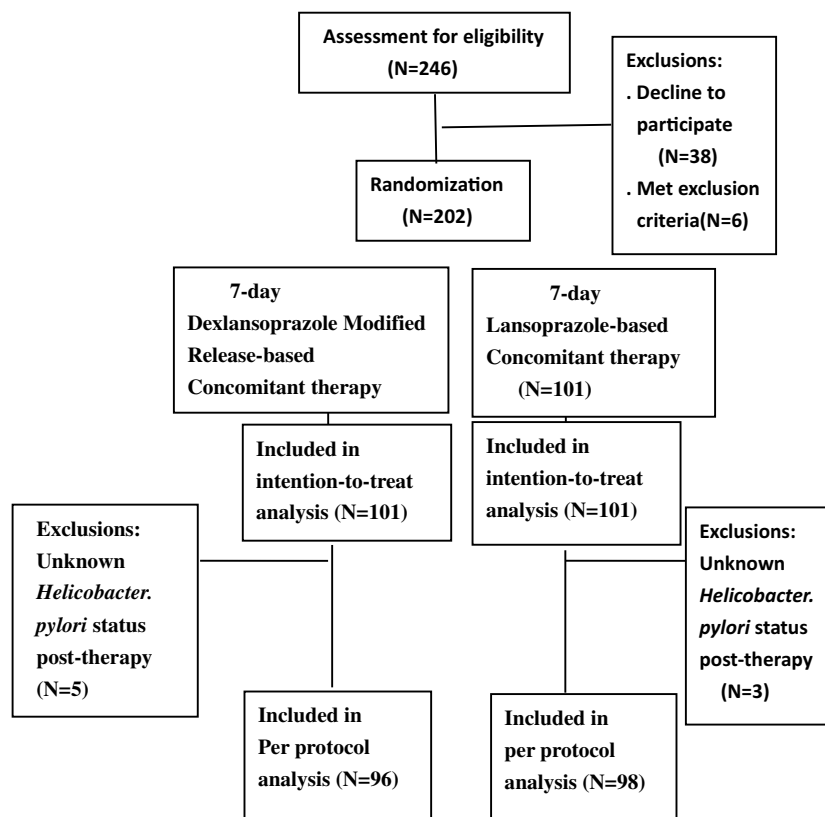 Assessment for eligibility
(N=246)
Exclusions:
. Decline to
participate
(N=38)
. Met exclusion
criteria(N=6)
Randomization
(N=202)
7-day
Dexlansoprazole Modified
Release-based
Concomitant therapy
7-day
Lansoprazole-based
Concomitant therapy
(N=101)
Included in
intention-to-treat
analysis (N=101)
Included in
intention-to-treat
analysis (N=101)
Exclusions:
Unknown
Helicobacter.
pylori status
post-therapy
(N=5)
Exclusions:
Unknown
Helicobacter.
pylori status
post-therapy
(N=3)
Included in
Per protocol
analysis (N=96)
Included in
per protocol
analysis (N=98)